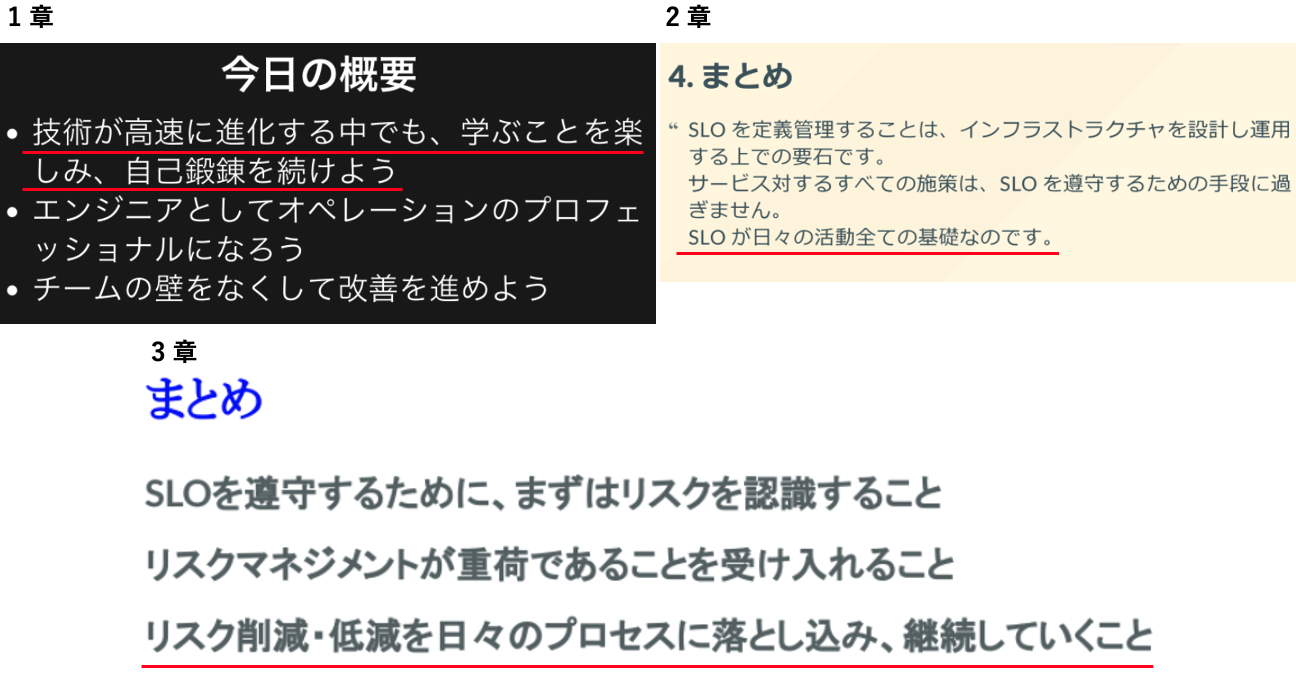 1 章
今日の概要
• 技術が高速に進化する中でも、学ぶことを楽
しみ、自己鍛錬を続けよう
• エンジニアとしてオペレーションのプロフェ
ッショナルになろう
• チームの壁をなくして改善を進めよう
2 章
4. まとめ
“ SLO を定義管理することは、インフラストラクチャを設計し運用
する上での要石です。
サービス対するすべての施策は、SLO を遵守するための手段に過
ぎません。
SLO が日々の活動全ての基礎なのです。
3 章
まとめ
SLOを遵守するために、まずはリスクを認識すること
リスクマネジメントが重荷であることを受け入れること
リスク削減・低減を日々のプロセスに落とし込み、継続していくこと